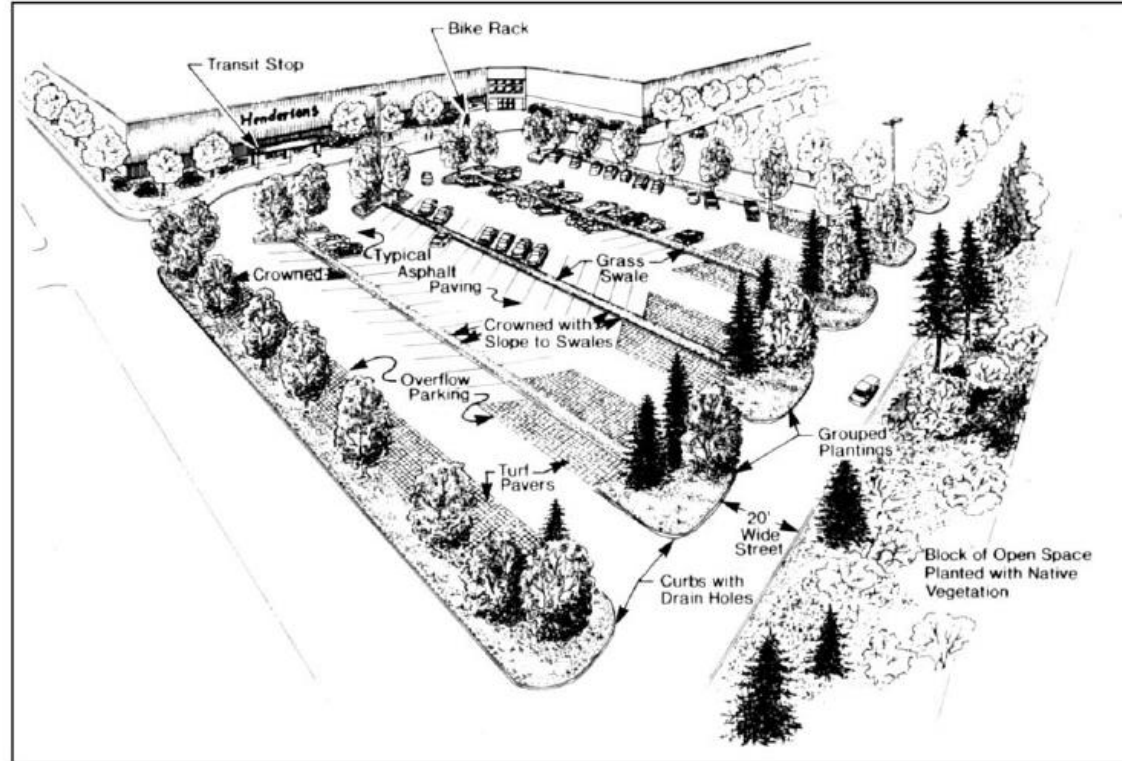 Bike Rack
Transit Stop
Hendersons
Crowned
Typical
Asphalt
Paving
Grass
Swale
Crowned with
Slope to Swales
Overflow
Parking
Grouped
Plantings
Turf
Pavers
20'
Wide
Street
Block of Open Space
Planted with Native
Vegetation
Curbs with
Drain Holes